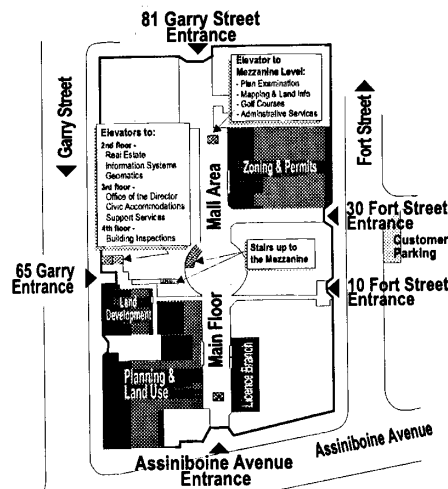 81 Garry Street
Entrance
Elevator to
Mezzanine Level:
- Plan Examination
- Mapping & Land Info
- Golf Courses
- Adminstrative Services
Garry Street
Fort Street
Elevators to:
2nd floor -
Real Estate
Information Systems
Geomatics
3rd floor -
Office of the Director
Civic Accommodations
Support Services
4th floor -
Building Inspections
Zoning & Permits
Mall Area
30 Fort Street
Entrance
Customer
Parking
Stairs up to
the Mezzanine
65 Garry
Entrance
10 Fort Street
Entrance
Land
Development
Main Floor
Planning &
Land Use
Licence Branch
Assiniboine Avenue
Entrance
Assiniboine Avenue